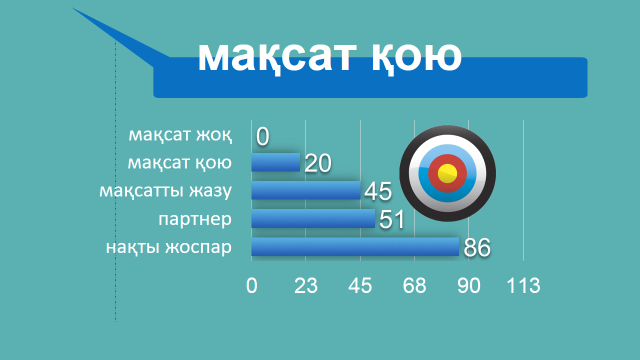 мақсат қою
мақсат жоқ 0
мақсат қою 20
мақсатты жазу 45
партнер 51
нақты жоспар 86
0 23 45 68 90 113